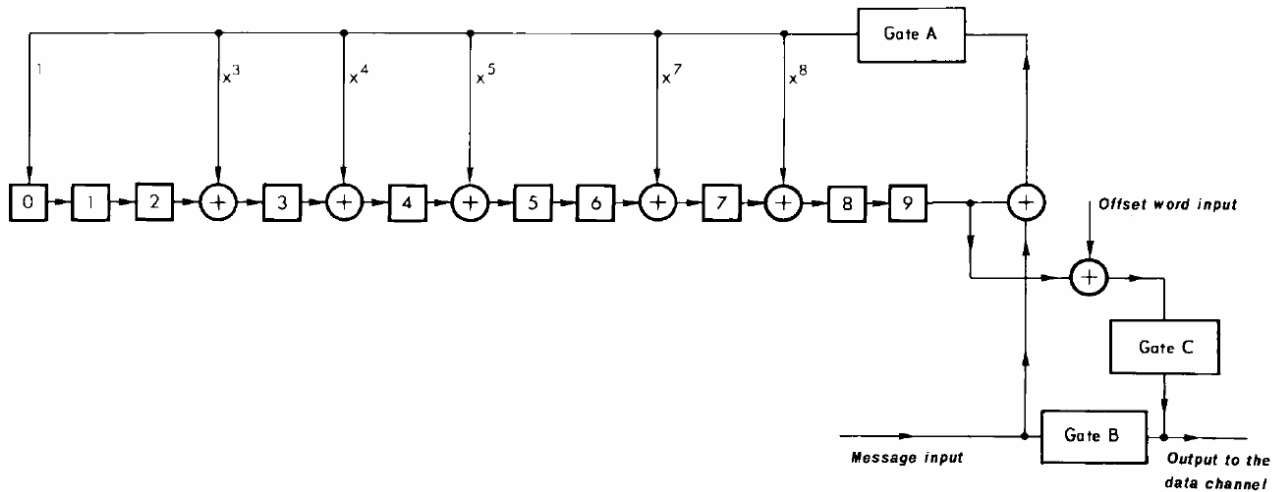 Gate A
1
x³
x⁴
x⁵
x⁷
x⁸
0
1
2
+
3
+
4
+
5
6
+
7
+
8
9
+
Offset word input
+
Gate C
Gate B
Message input
Output to the
data channel